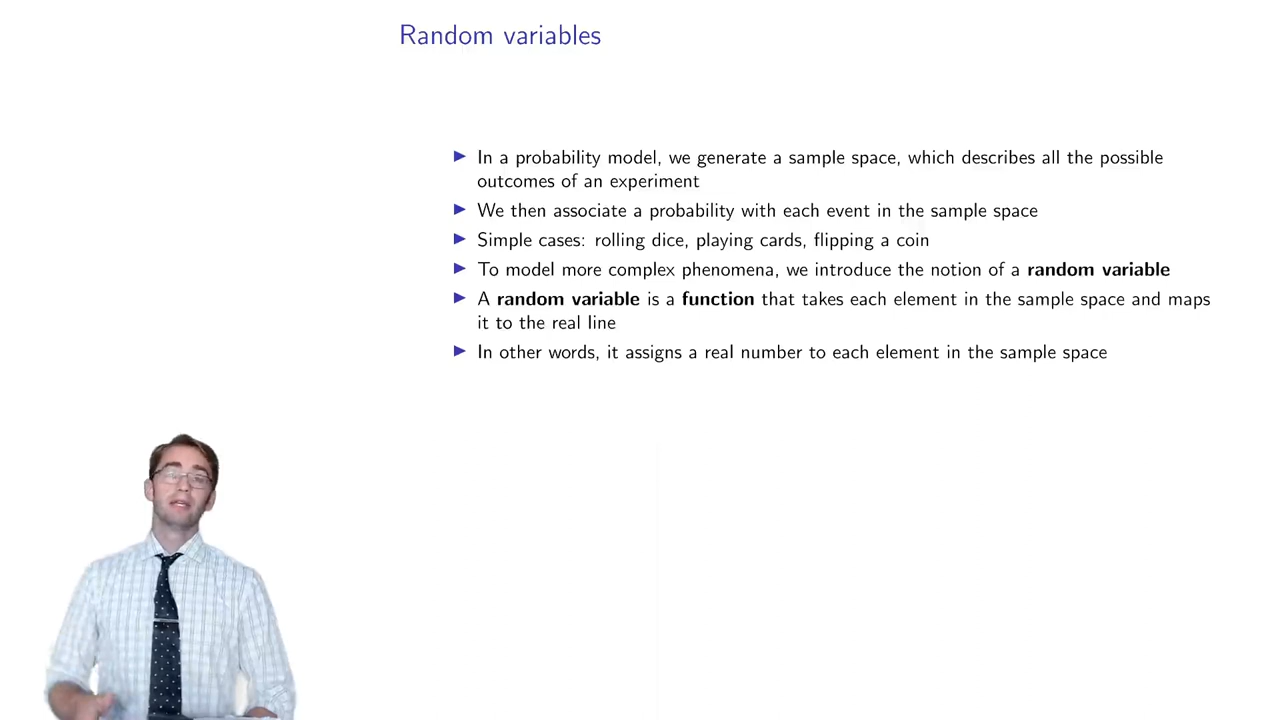 Random variables
In a probability model, we generate a sample space, which describes all the possible
outcomes of an experiment
We then associate a probability with each event in the sample space
Simple cases: rolling dice, playing cards, flipping a coin
To model more complex phenomena, we introduce the notion of a random variable
A random variable is a function that takes each element in the sample space and maps
it to the real line
In other words, it assigns a real number to each element in the sample space